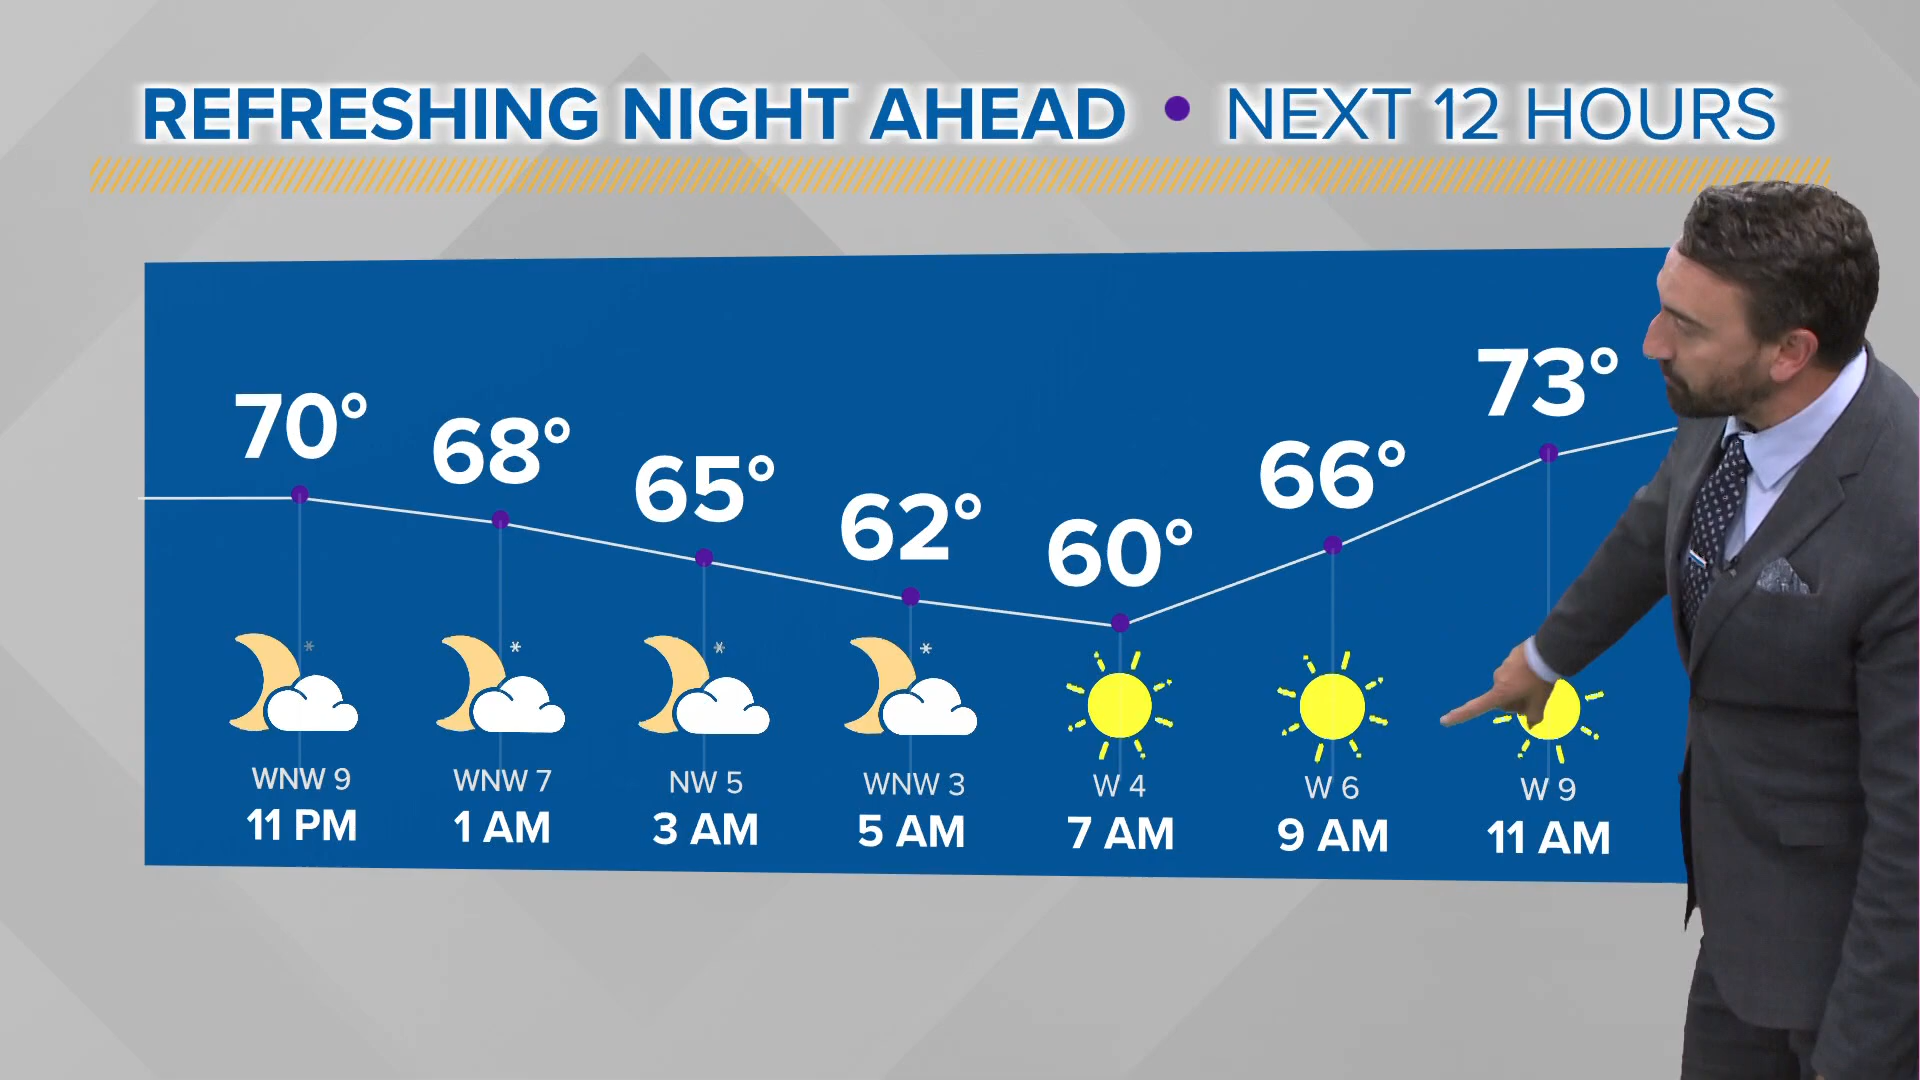 REFRESHING NIGHT AHEAD • NEXT 12 HOURS
70° 68° 65° 62° 60° 66° 73°
WNW 9 WNW 7 NW 5 WNW 3 W 4 W 6 W 9
11 PM 1 AM 3 AM 5 AM 7 AM 9 AM 11 AM